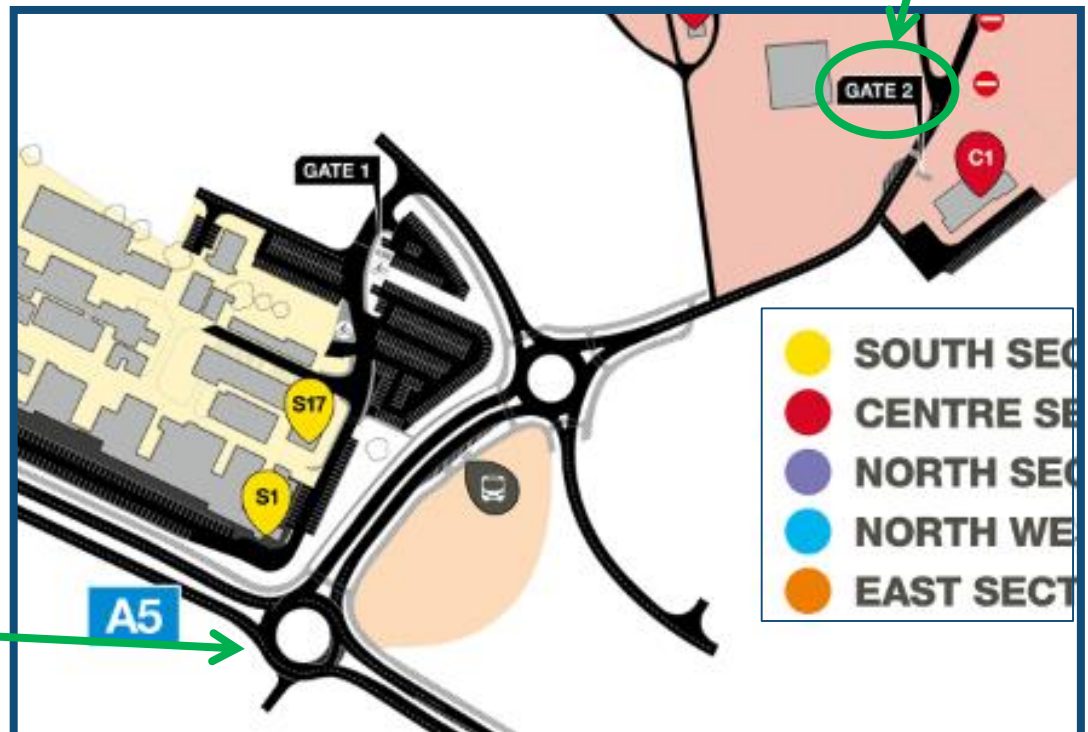 GATE 2
C1
GATE 1
S17
S1
A5
SOUTH SEC
CENTRE SE
NORTH SEC
NORTH WE
EAST SECT